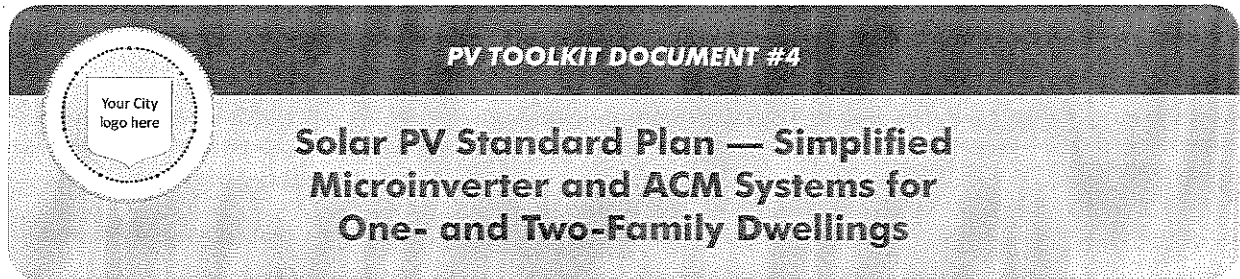 PV TOOLKIT DOCUMENT #4
Your City
logo here
Solar PV Standard Plan — Simplified
Microinverter and ACM Systems for
One- and Two-Family Dwellings